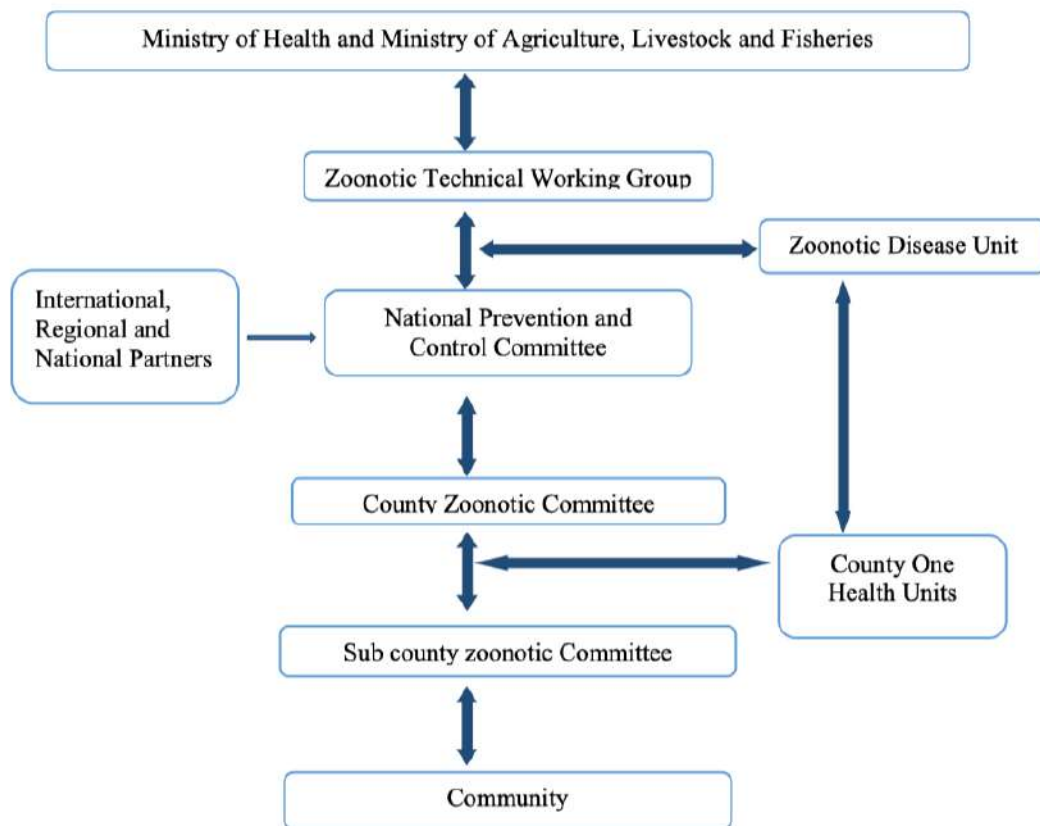 Ministry of Health and Ministry of Agriculture, Livestock and Fisheries
Zoonotic Technical Working Group
Zoonotic Disease Unit
International,
Regional and
National Partners
National Prevention and
Control Committee
County Zoonotic Committee
County One
Health Units
Sub county zoonotic Committee
Community